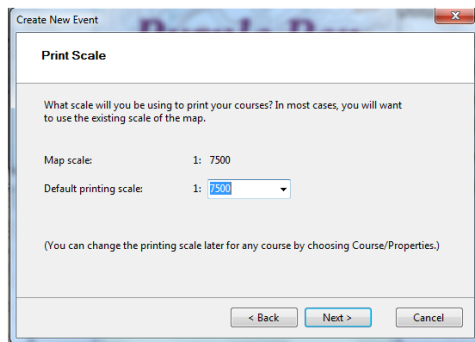 Create New Event
Purple Pen
Print Scale
What scale will you be using to print your courses? In most cases, you will want
to use the existing scale of the map.
Map scale: 1: 7500
Default printing scale: 1: 7500
(You can change the printing scale later for any course by choosing Course/Properties.)
< Back Next > Cancel